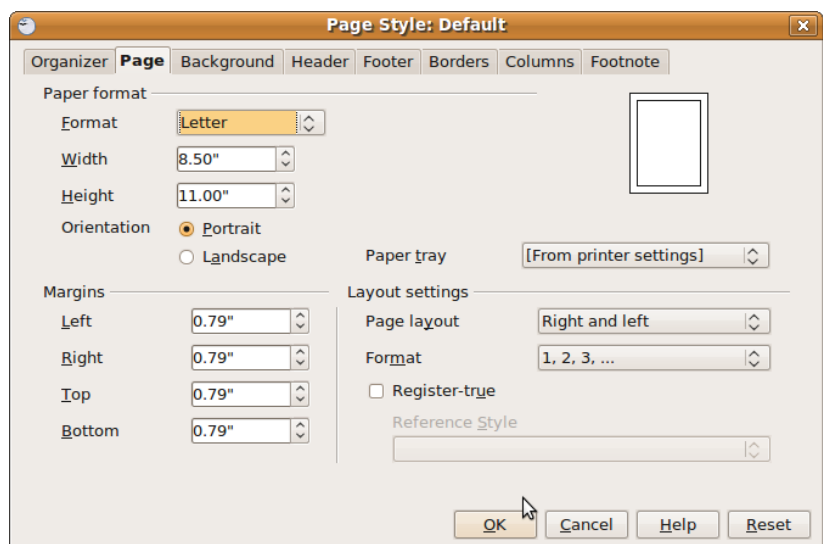 Page Style: Default
Organizer Page Background Header Footer Borders Columns Footnote
Paper format
Format Letter
Width 8.50"
Height 11.00"
Orientation Portrait
Landscape
Paper tray [From printer settings]
Margins
Left 0.79"
Right 0.79"
Top 0.79"
Bottom 0.79"
Layout settings
Page layout Right and left
Format 1, 2, 3, ...
Register-true
Reference Style
OK Cancel Help Reset